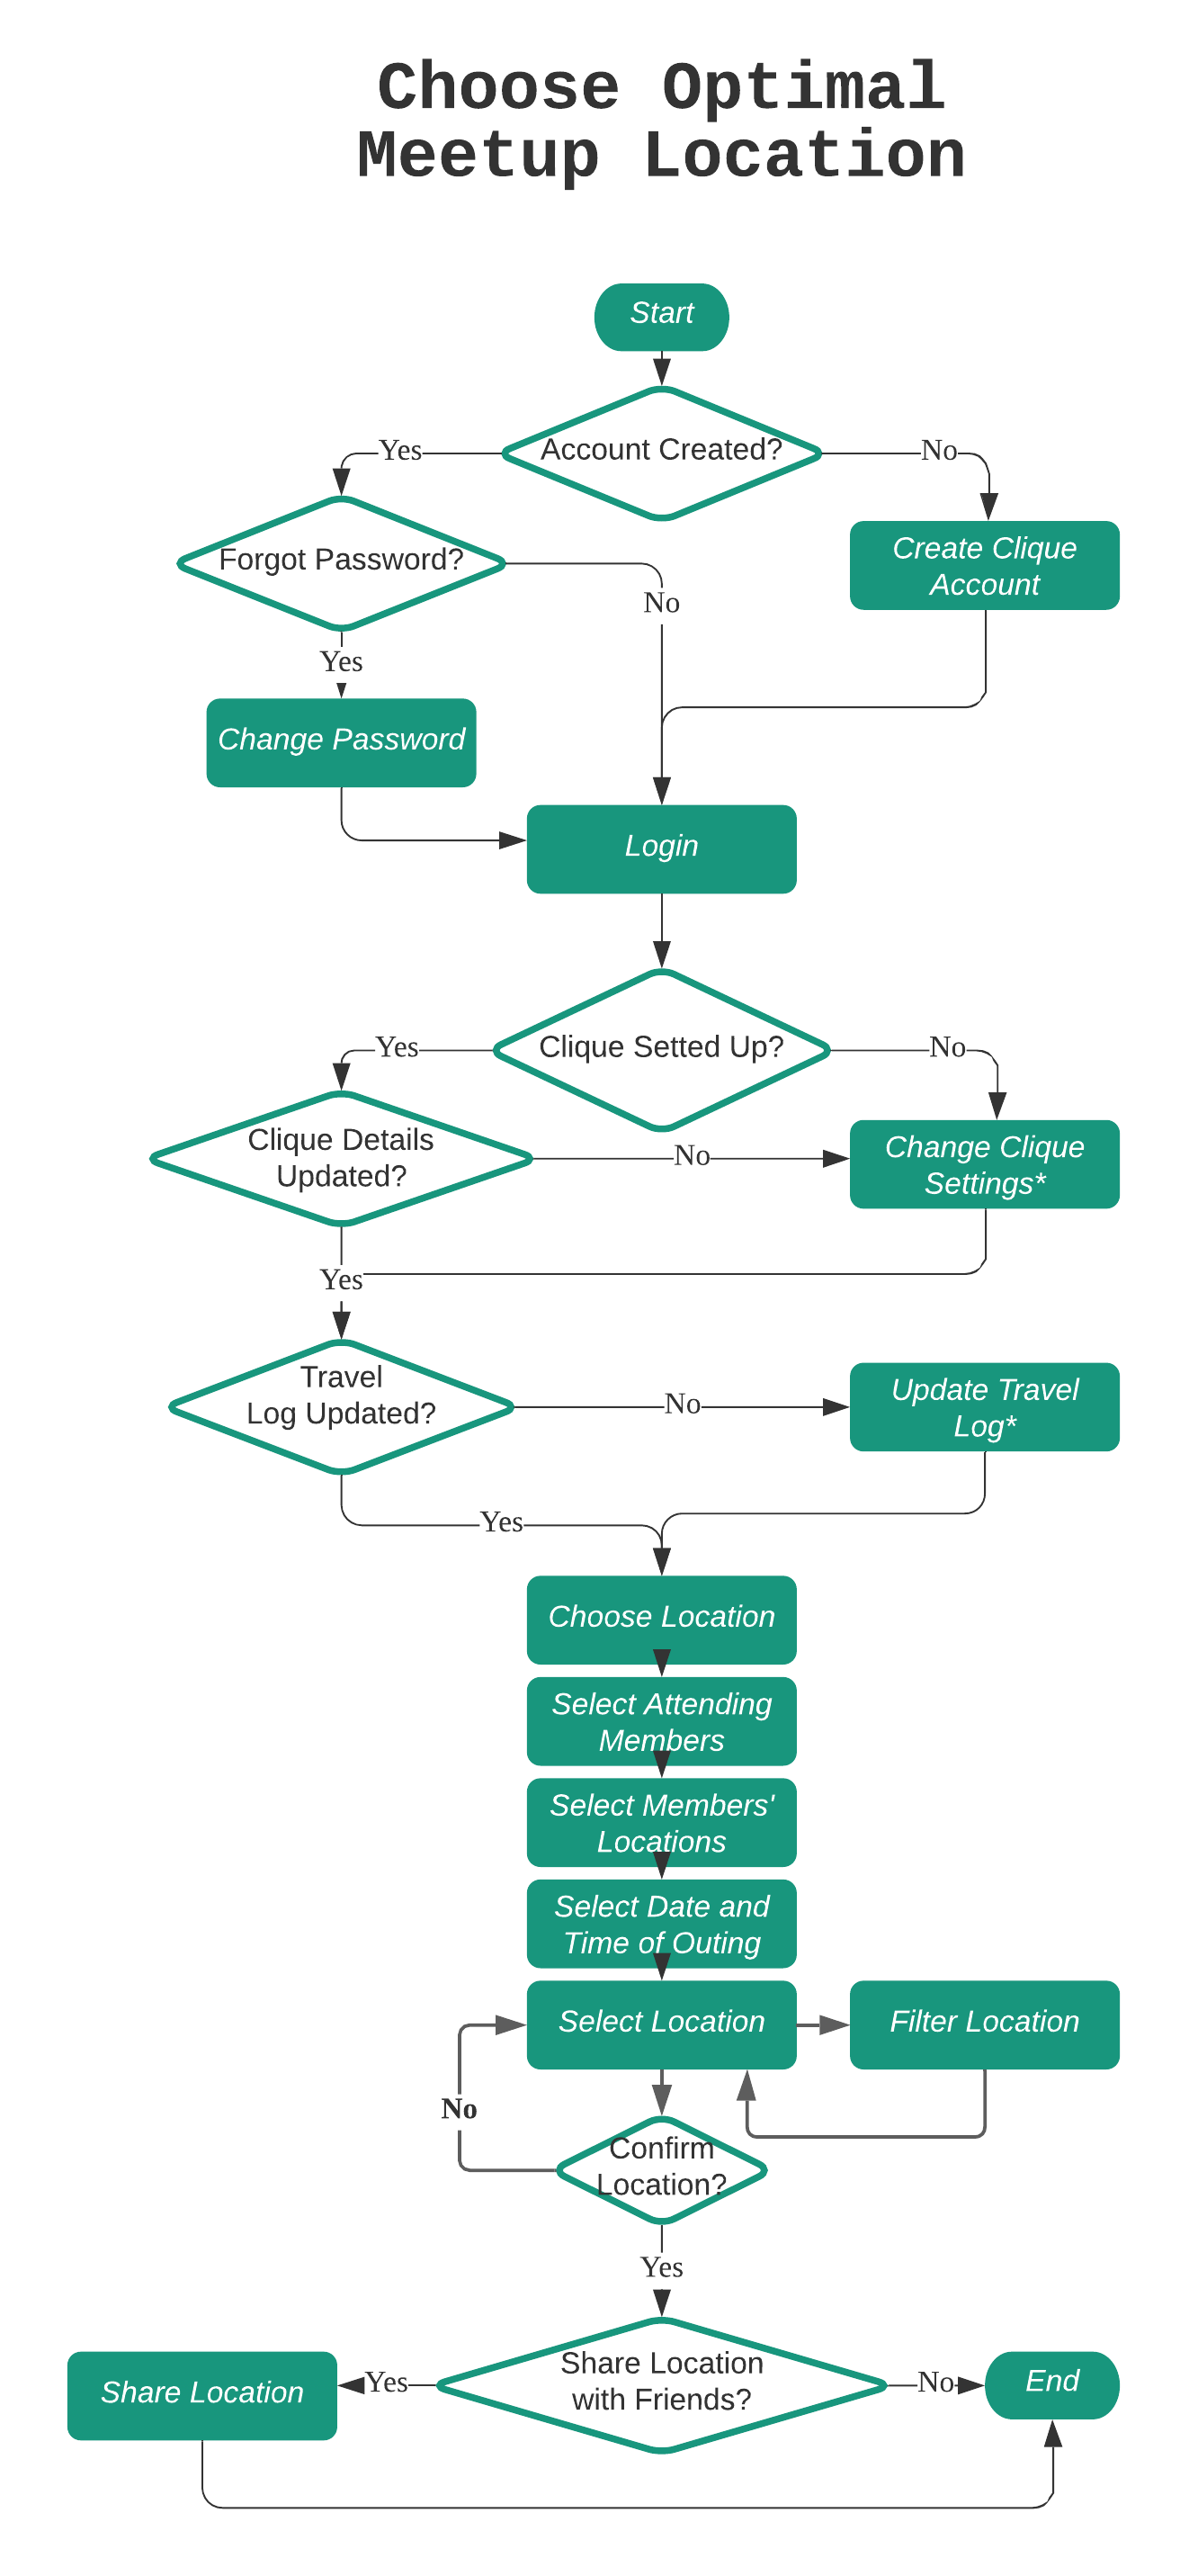 Choose Optimal
Meetup Location
Start
Account Created?
Yes
No
Forgot Password?
Create Clique
Account
No
Yes
Change Password
Login
Clique Setted Up?
Yes
No
Clique Details
Updated?
No
Change Clique
Settings*
Yes
Travel
Log Updated?
No
Update Travel
Log*
Yes
Choose Location
Select Attending
Members
Select Members'
Locations
Select Date and
Time of Outing
Select Location
Filter Location
No
Confirm
Location?
Yes
Share Location
with Friends?
Yes
No
Share Location
End